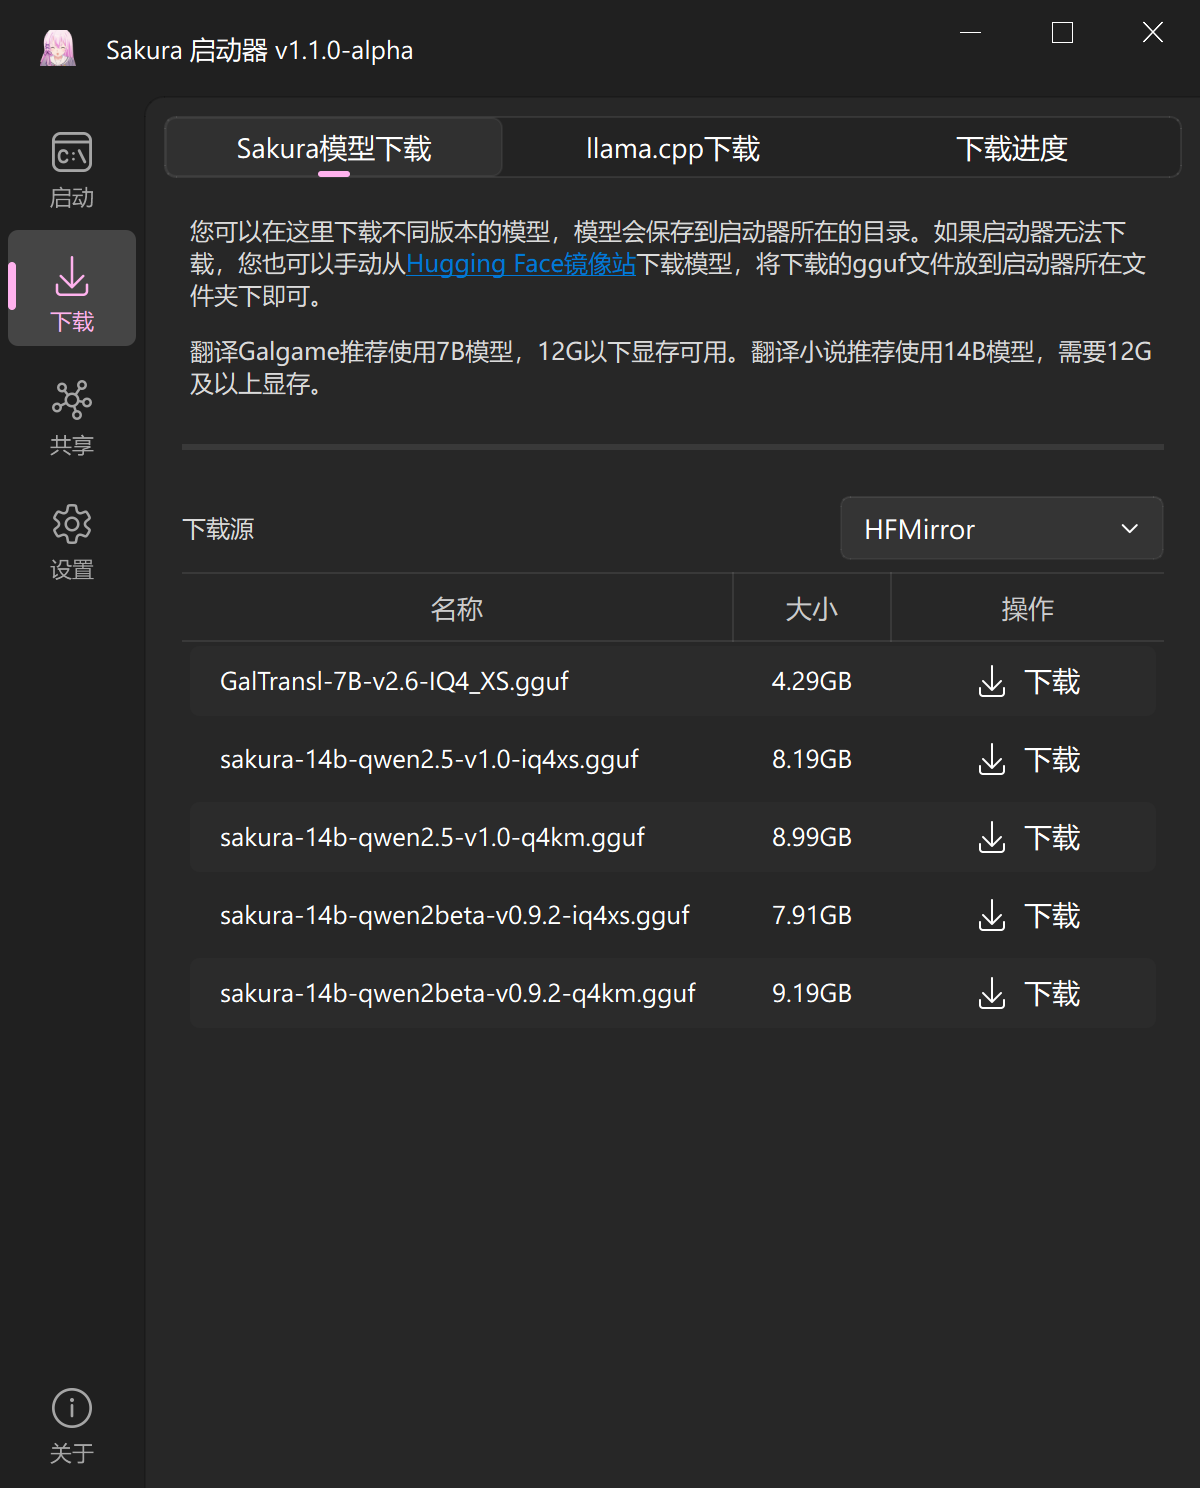 Sakura 启动器 v1.1.0-alpha
C:\
启动
下载
共享
设置
关于
Sakura模型下载
llama.cpp下载
下载进度
您可以在这里下载不同版本的模型，模型会保存到启动器所在的目录。如果启动器无法下
载，您也可以手动从Hugging Face镜像站下载模型，将下载的gguf文件放到启动器所在文
件夹下即可。
翻译Galgame推荐使用7B模型，12G以下显存可用。翻译小说推荐使用14B模型，需要12G
及以上显存。
下载源
HFMirror
名称 大小 操作
GalTransl-7B-v2.6-IQ4_XS.gguf 4.29GB 下载
sakura-14b-qwen2.5-v1.0-iq4xs.gguf 8.19GB 下载
sakura-14b-qwen2.5-v1.0-q4km.gguf 8.99GB 下载
sakura-14b-qwen2beta-v0.9.2-iq4xs.gguf 7.91GB 下载
sakura-14b-qwen2beta-v0.9.2-q4km.gguf 9.19GB 下载